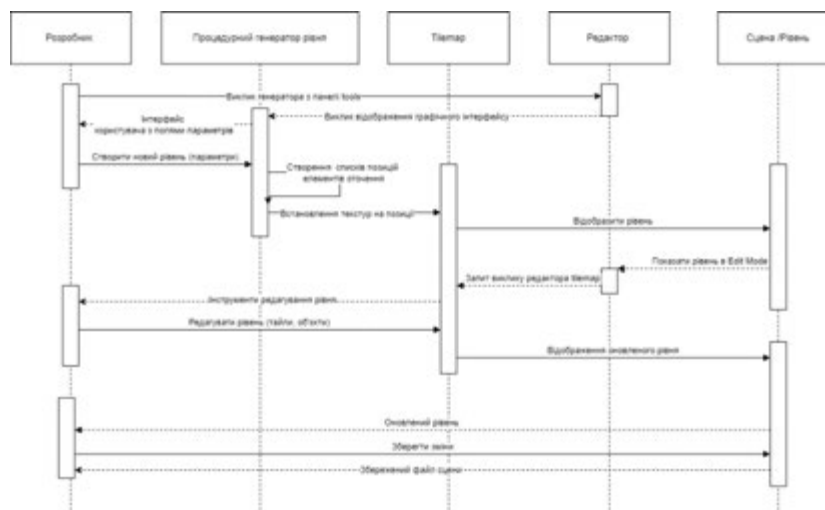 Розробник
Процедурний генератор рівня
Tilemap
Редактор
Сцена /Рівень
Виклик генератора з панелі tools
Виклик відображення графічного інтерфейсу
Інтерфейс
користувача з полями параметрів
Створити новий рівень (параметри)
Створення списків позицій
елементів оточення
Встановлення текстур на позиції
Відобразити рівень
Показати рівень в Edit Mode
Запит виклику редактора tilemap
Інструменти редагування рівня
Редагувати рівень (тайли, об'єкти)
Відображення оновленого рівня
Оновлений рівень
Зберегти зміни
Збережений файл сцени